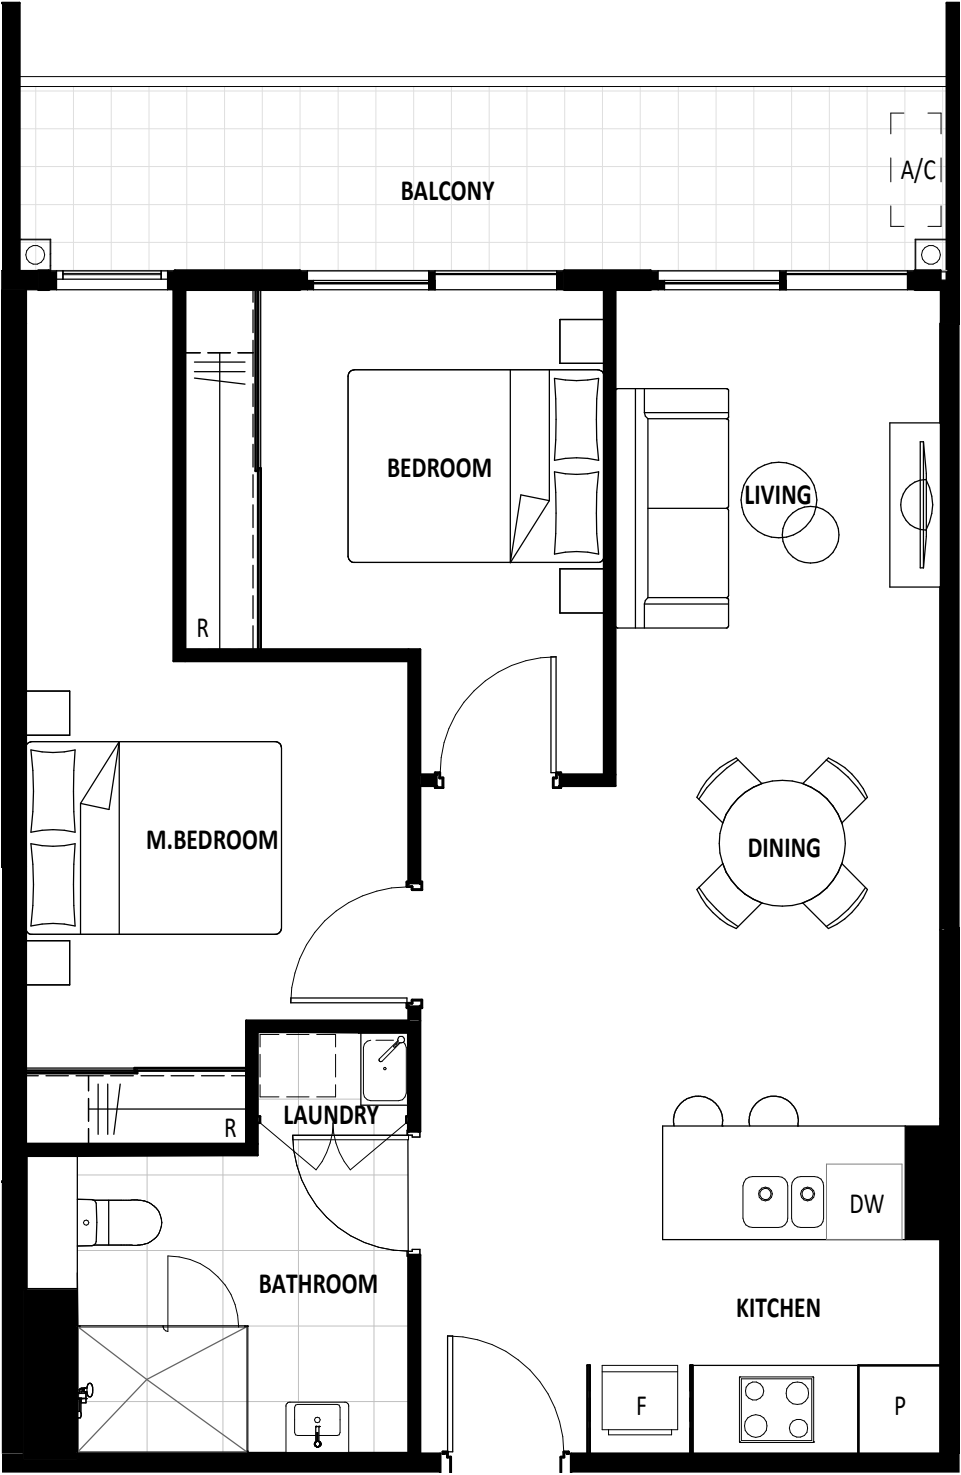 A/C
BALCONY
BEDROOM
LIVING
R
M.BEDROOM
DINING
LAUNDRY
R
DW
BATHROOM
KITCHEN
F
P